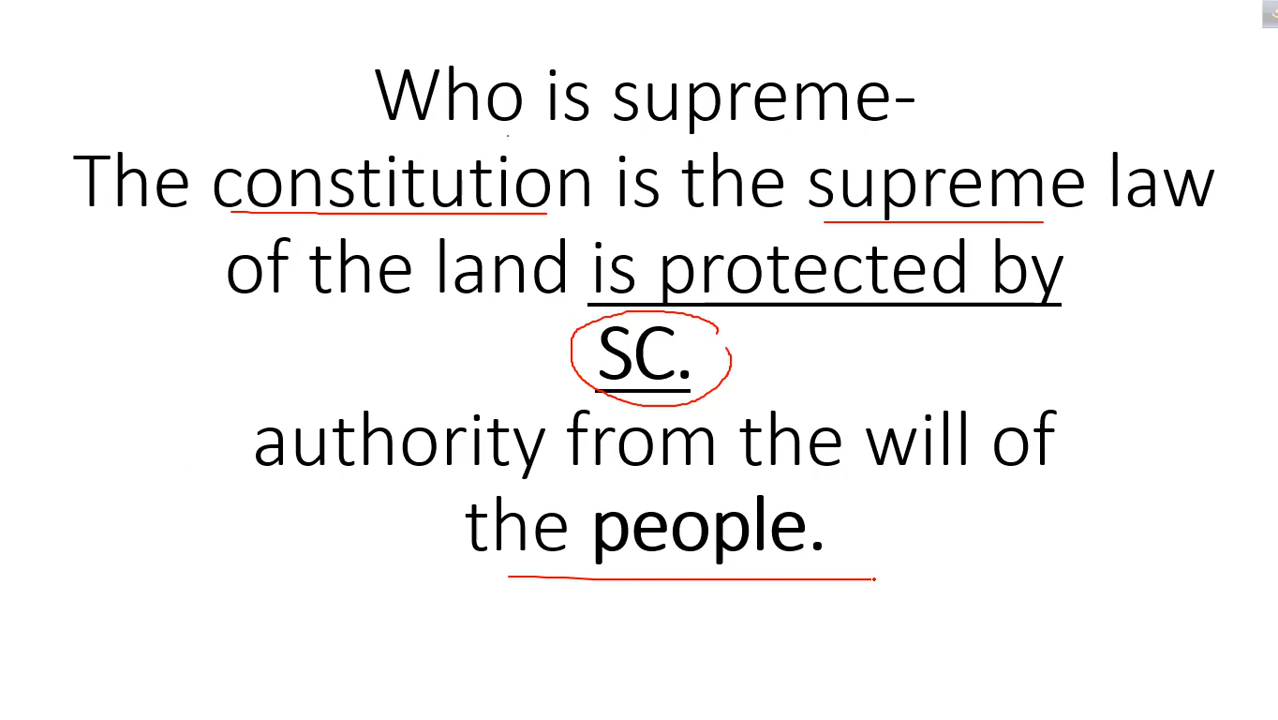 Who is supreme-
The constitution is the supreme law
of the land is protected by
SC.
authority from the will of
the people.